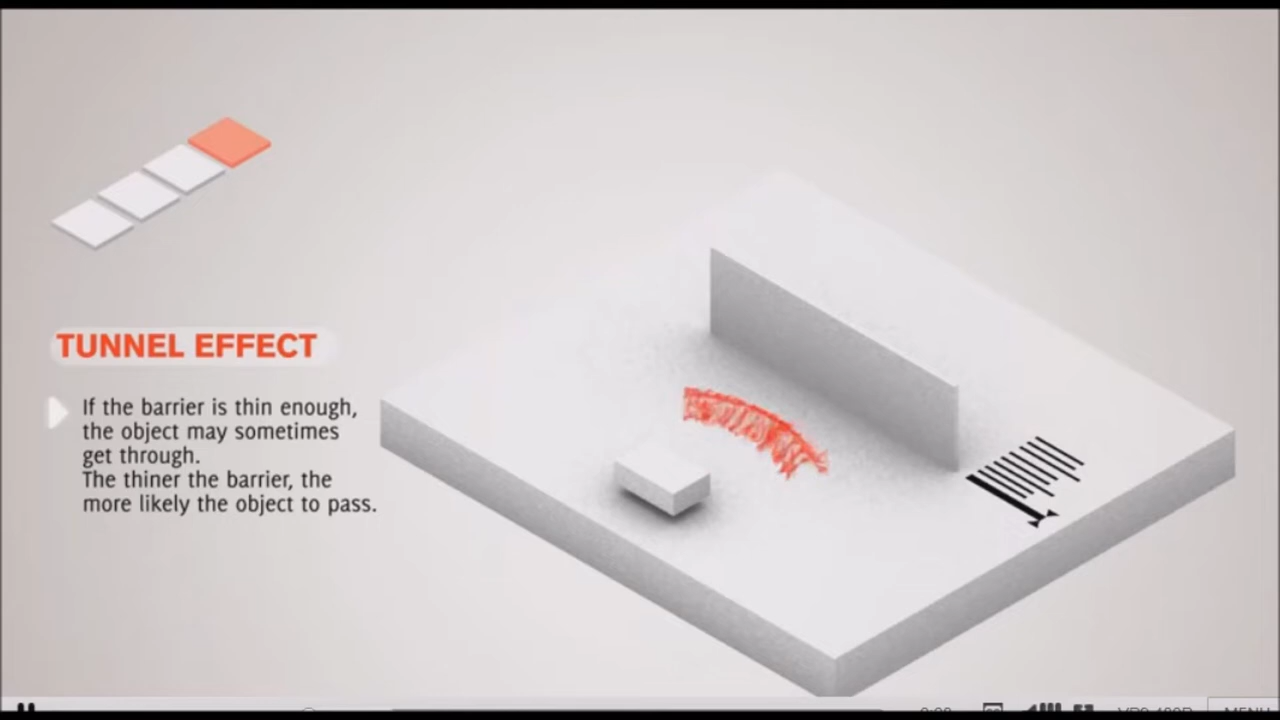 TUNNEL EFFECT
If the barrier is thin enough,
the object may sometimes
get through.
The thiner the barrier, the
more likely the object to pass.